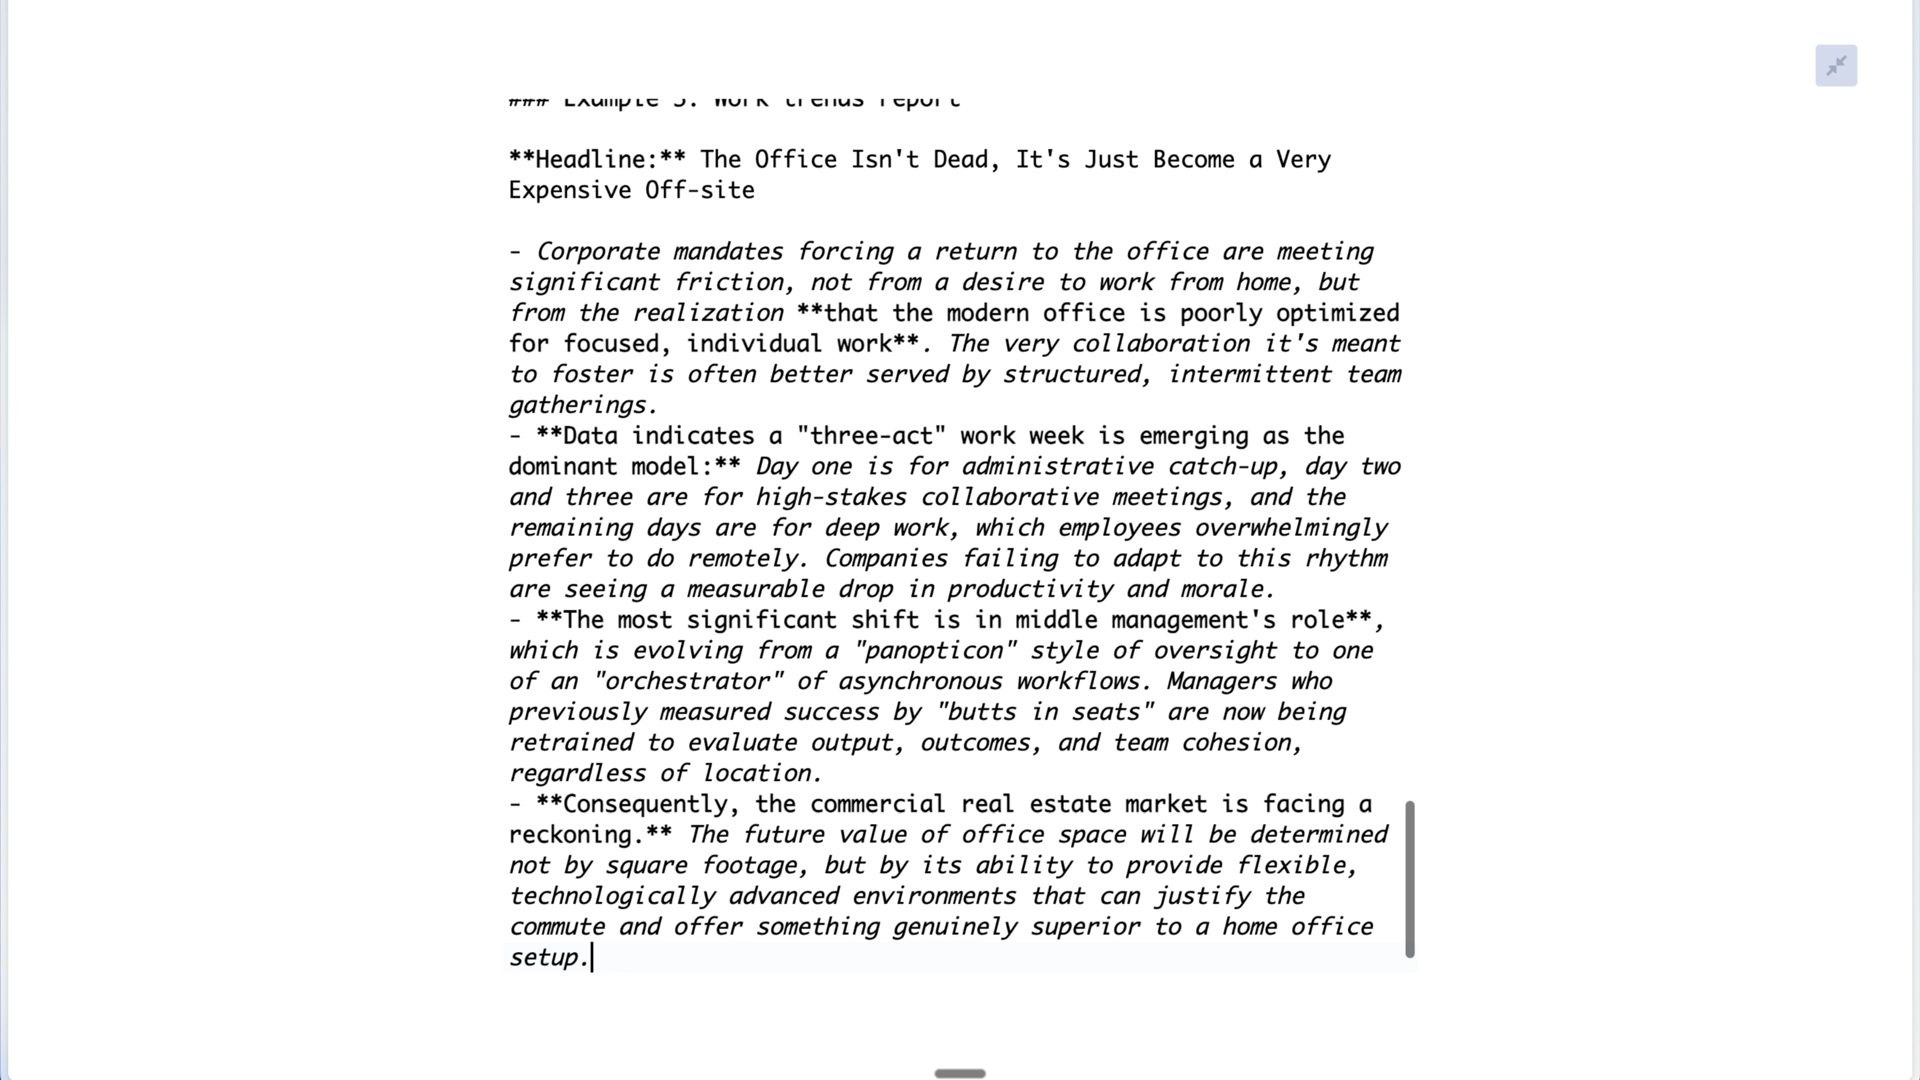 ### Example 3: Work trends report
**Headline:** The Office Isn't Dead, It's Just Become a Very
Expensive Off-site
- Corporate mandates forcing a return to the office are meeting
significant friction, not from a desire to work from home, but
from the realization **that the modern office is poorly optimized
for focused, individual work**. The very collaboration it's meant
to foster is often better served by structured, intermittent team
gatherings.
- **Data indicates a "three-act" work week is emerging as the
dominant model:** Day one is for administrative catch-up, day two
and three are for high-stakes collaborative meetings, and the
remaining days are for deep work, which employees overwhelmingly
prefer to do remotely. Companies failing to adapt to this rhythm
are seeing a measurable drop in productivity and morale.
- **The most significant shift is in middle management's role**,
which is evolving from a "panopticon" style of oversight to one
of an "orchestrator" of asynchronous workflows. Managers who
previously measured success by "butts in seats" are now being
retrained to evaluate output, outcomes, and team cohesion,
regardless of location.
- **Consequently, the commercial real estate market is facing a
reckoning.** The future value of office space will be determined
not by square footage, but by its ability to provide flexible,
technologically advanced environments that can justify the
commute and offer something genuinely superior to a home office
setup.